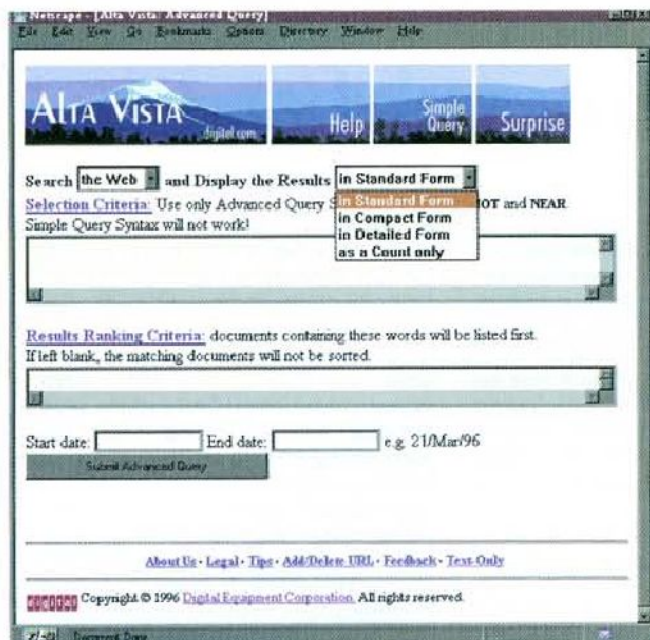 Netscape - [Alta Vista: Advanced Query]
File Edit View Go Bookmarks Options Directory Window Help
ALTA VISTA
digital.com
Help
Simple Query
Surprise
Search the Web and Display the Results in Standard Form
in Standard Form
in Compact Form
in Detailed Form
as a Count only
Selection Criteria: Use only Advanced Query S OT and NEAR.
Simple Query Syntax will not work!
Results Ranking Criteria: documents containing these words will be listed first.
If left blank, the matching documents will not be sorted.
Start date: End date: e.g. 21/Mar/96
Submit Advanced Query
About Us - Legal - Tips - Add/Delete URL - Feedback - Text-Only
digital Copyright © 1996 Digital Equipment Corporation. All rights reserved.
Document: Done